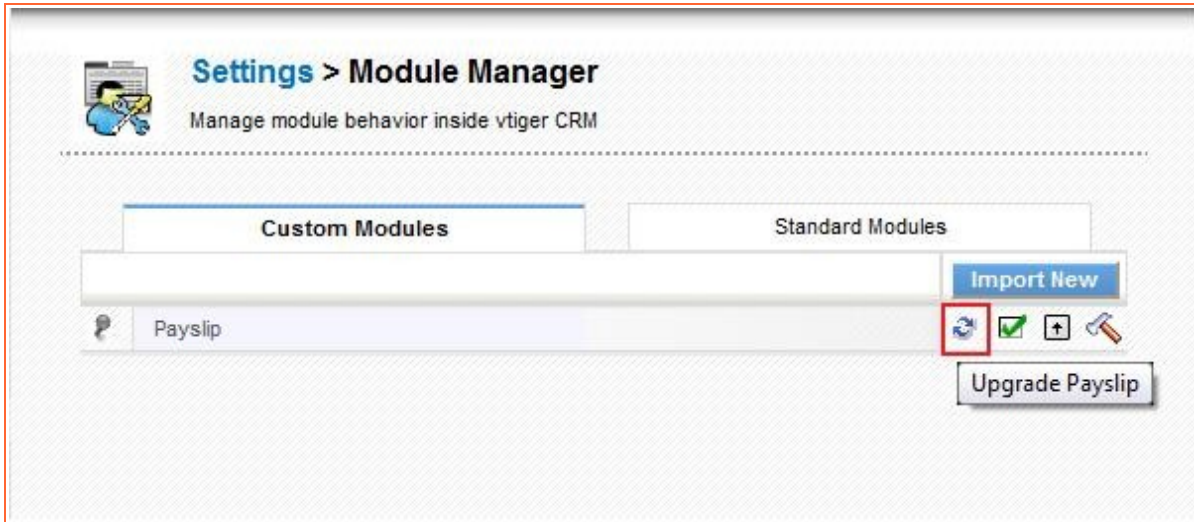 Settings > Module Manager
Manage module behavior inside vtiger CRM
Custom Modules
Standard Modules
Import New
Payslip
Upgrade Payslip